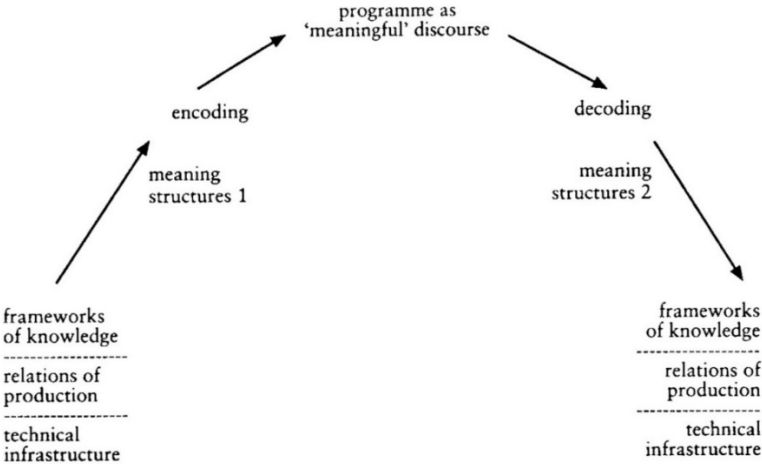 programme as
'meaningful' discourse
encoding
decoding
meaning
structures 1
meaning
structures 2
frameworks
of knowledge
relations of
production
technical
infrastructure
frameworks
of knowledge
relations of
production
technical
infrastructure